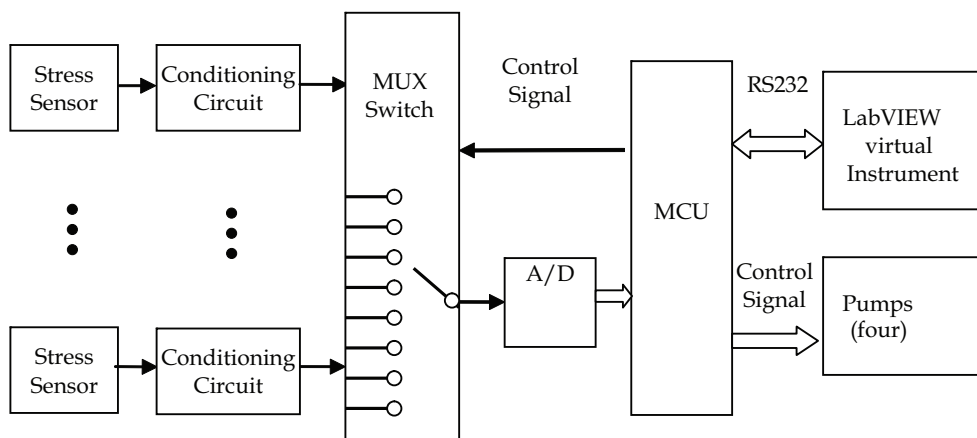 Stress
Sensor
Conditioning
Circuit
MUX
Switch
Control
Signal
RS232
LabVIEW
virtual
Instrument
MCU
A/D
Control
Signal
Pumps
(four)
Stress
Sensor
Conditioning
Circuit